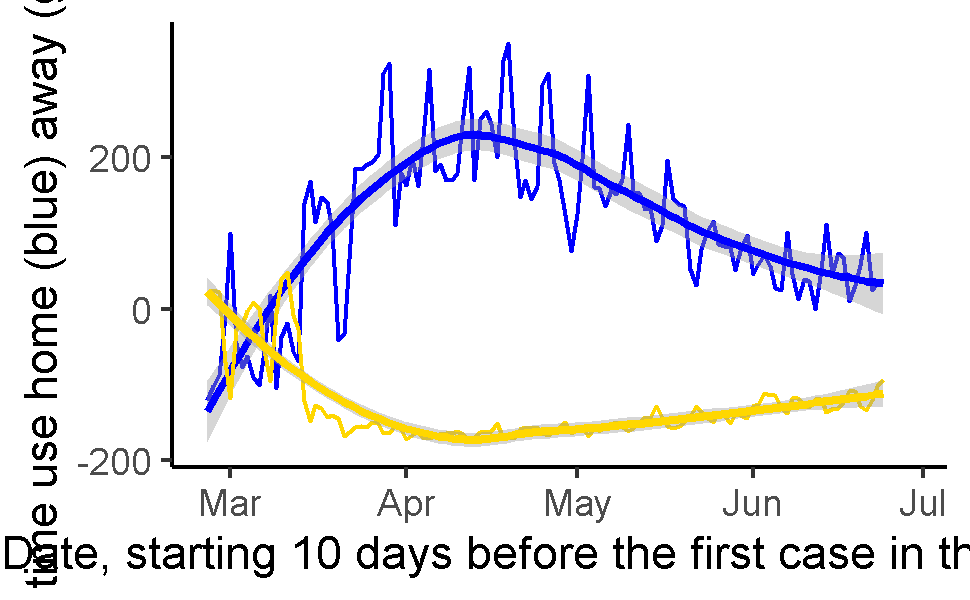 time use home (blue) away (
200
0
-200
Mar Apr May Jun Jul
Date, starting 10 days before the first case in th